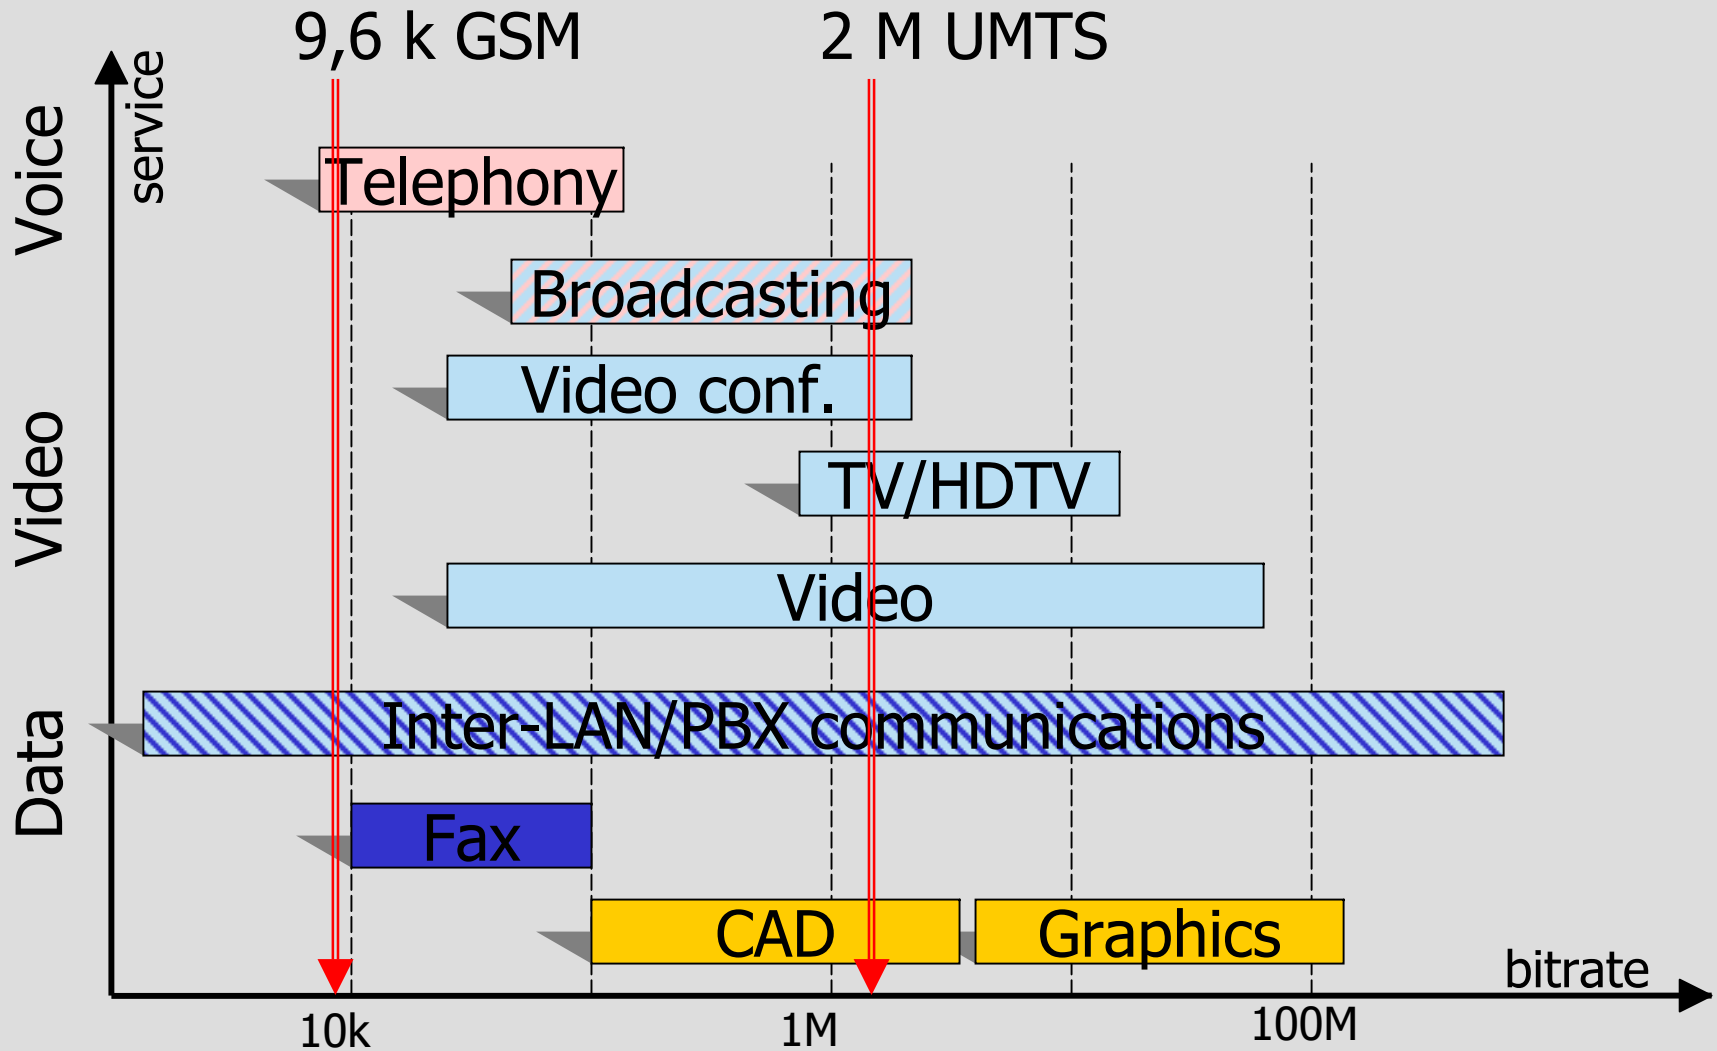 9,6 k GSM
2 M UMTS
service
Voice
Telephony
Broadcasting
Video conf.
Video
TV/HDTV
Video
Inter-LAN/PBX communications
Data
Fax
CAD
Graphics
bitrate
10k
1M
100M